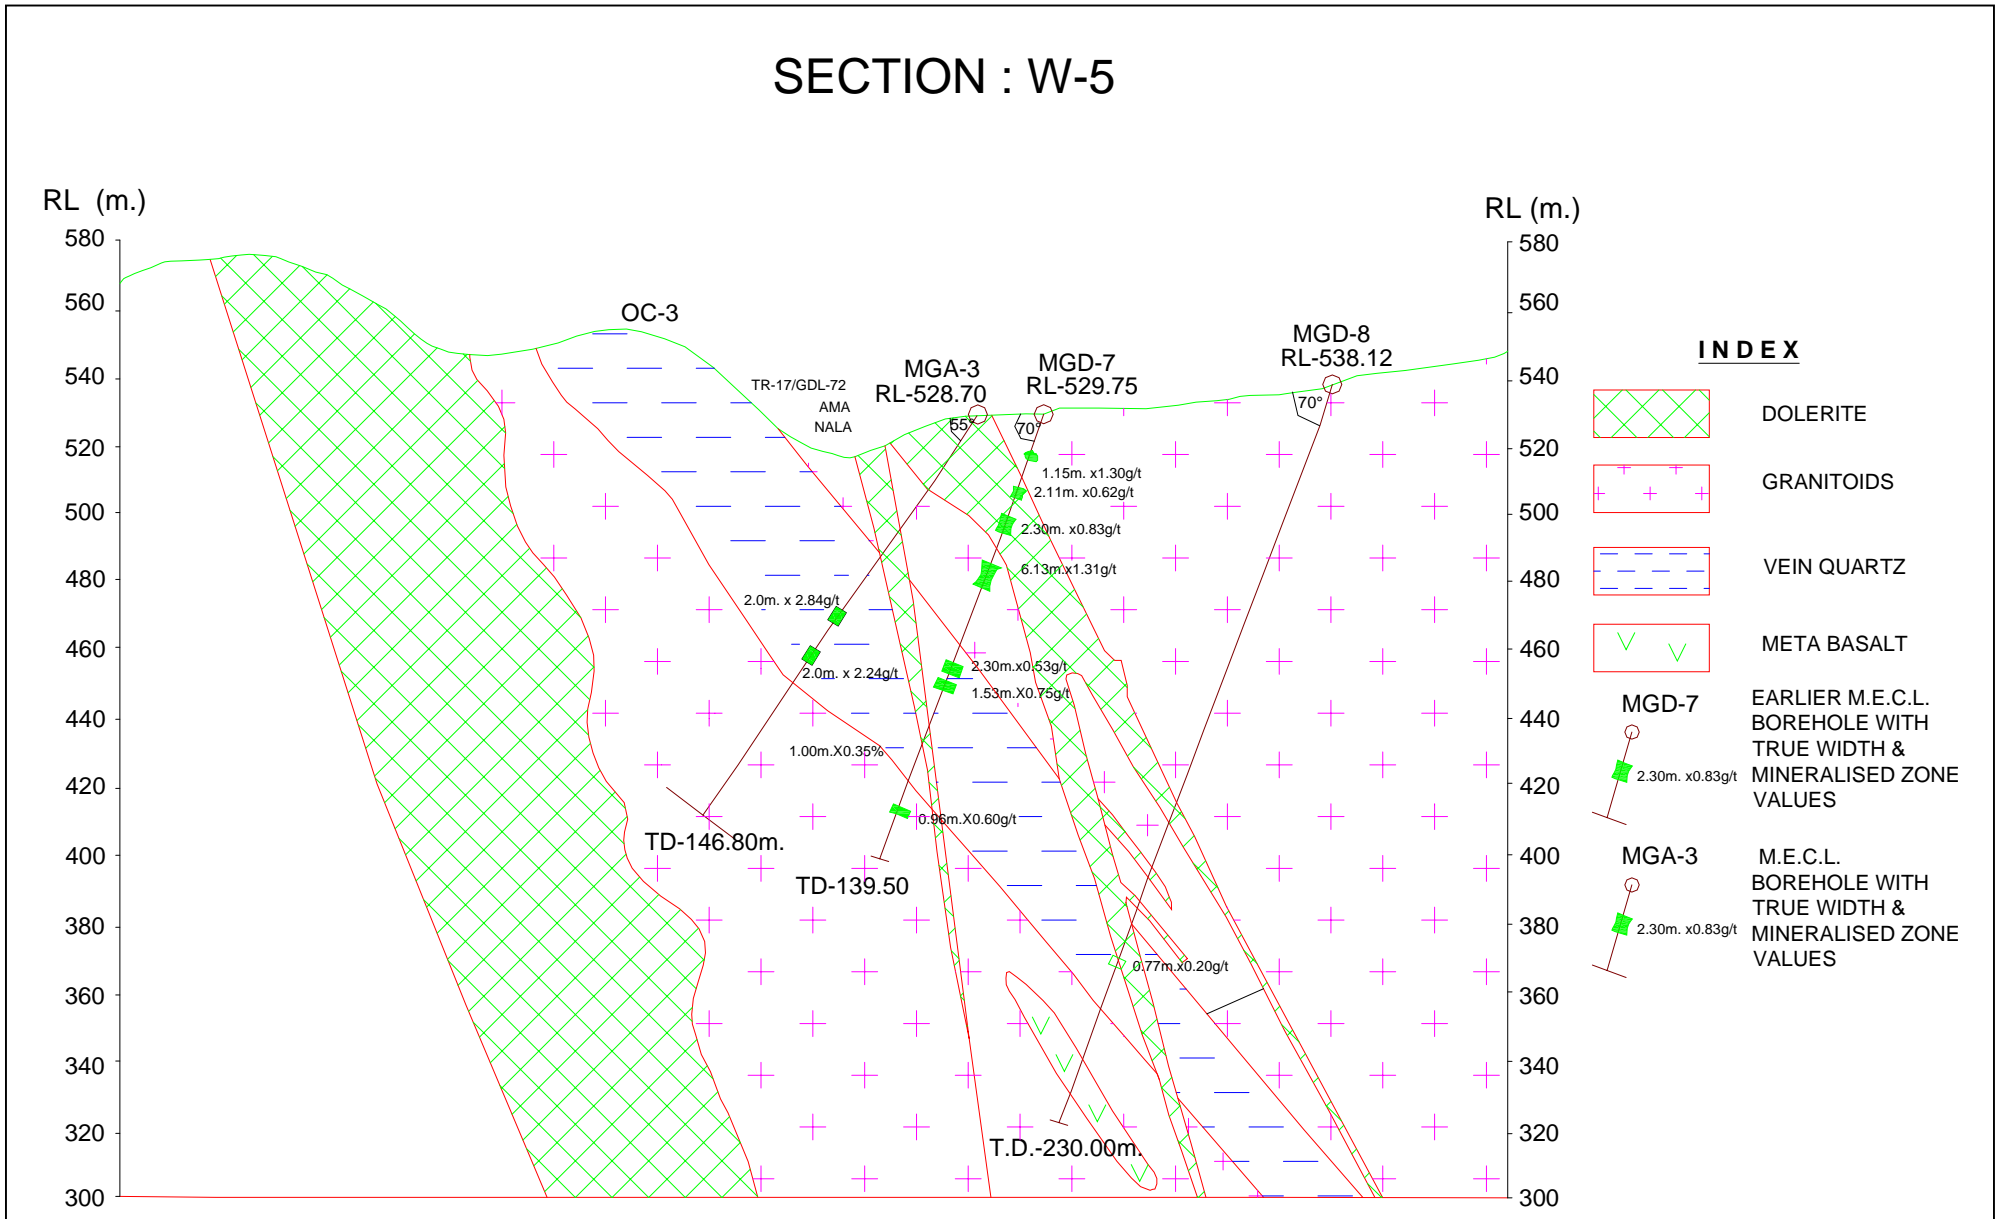 SECTION : W-5
RL (m.)
RL (m.)
580
560
540
520
500
480
460
440
420
400
380
360
340
320
300
OC-3
TR-17/GDL-72
AMA
NALA
MGA-3
RL-528.70
MGD-7
RL-529.75
MGD-8
RL-538.12
55°
70°
70°
1.15m. x1.30g/t
2.11m. x0.62g/t
2.30m. x0.83g/t
6.13m.x1.31g/t
2.0m. x 2.84g/t
2.0m. x 2.24g/t
2.30m.x0.53g/t
1.53m.X0.75g/t
1.00m.X0.35%
0.96m.X0.60g/t
0.77m.x0.20g/t
TD-146.80m.
TD-139.50
T.D.-230.00m.
580
560
540
520
500
480
460
440
420
400
380
360
340
320
300
INDEX
DOLERITE
GRANITOIDS
VEIN QUARTZ
META BASALT
MGD-7
2.30m. x0.83g/t
EARLIER M.E.C.L.
BOREHOLE WITH
TRUE WIDTH &
MINERALISED ZONE
VALUES
MGA-3
2.30m. x0.83g/t
M.E.C.L.
BOREHOLE WITH
TRUE WIDTH &
MINERALISED ZONE
VALUES